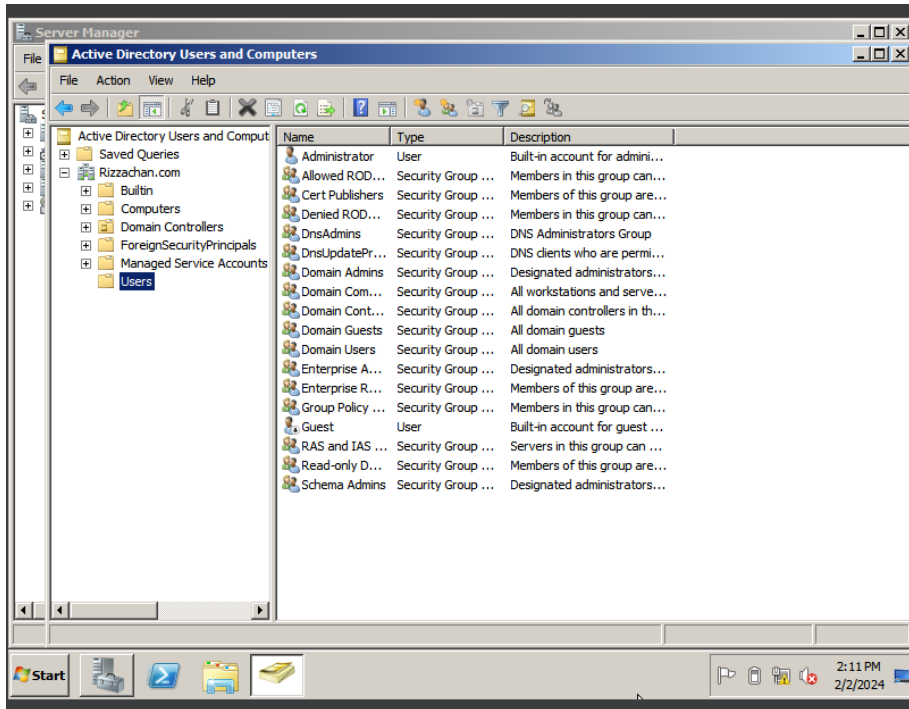 Server Manager
File
Active Directory Users and Computers
File Action View Help
Active Directory Users and Comput
Saved Queries
Rizzachan.com
Builtin
Computers
Domain Controllers
ForeignSecurityPrincipals
Managed Service Accounts
Users
Name Type Description
Administrator User Built-in account for admini...
Allowed ROD... Security Group ... Members in this group can...
Cert Publishers Security Group ... Members of this group are...
Denied ROD... Security Group ... Members in this group can...
DnsAdmins Security Group ... DNS Administrators Group
DnsUpdatePr... Security Group ... DNS clients who are permi...
Domain Admins Security Group ... Designated administrators...
Domain Com... Security Group ... All workstations and serve...
Domain Cont... Security Group ... All domain controllers in th...
Domain Guests Security Group ... All domain guests
Domain Users Security Group ... All domain users
Enterprise A... Security Group ... Designated administrators...
Enterprise R... Security Group ... Members of this group are...
Group Policy ... Security Group ... Members in this group can...
Guest User Built-in account for guest ...
RAS and IAS ... Security Group ... Servers in this group can ...
Read-only D... Security Group ... Members of this group are...
Schema Admins Security Group ... Designated administrators...
Start
2:11 PM
2/2/2024